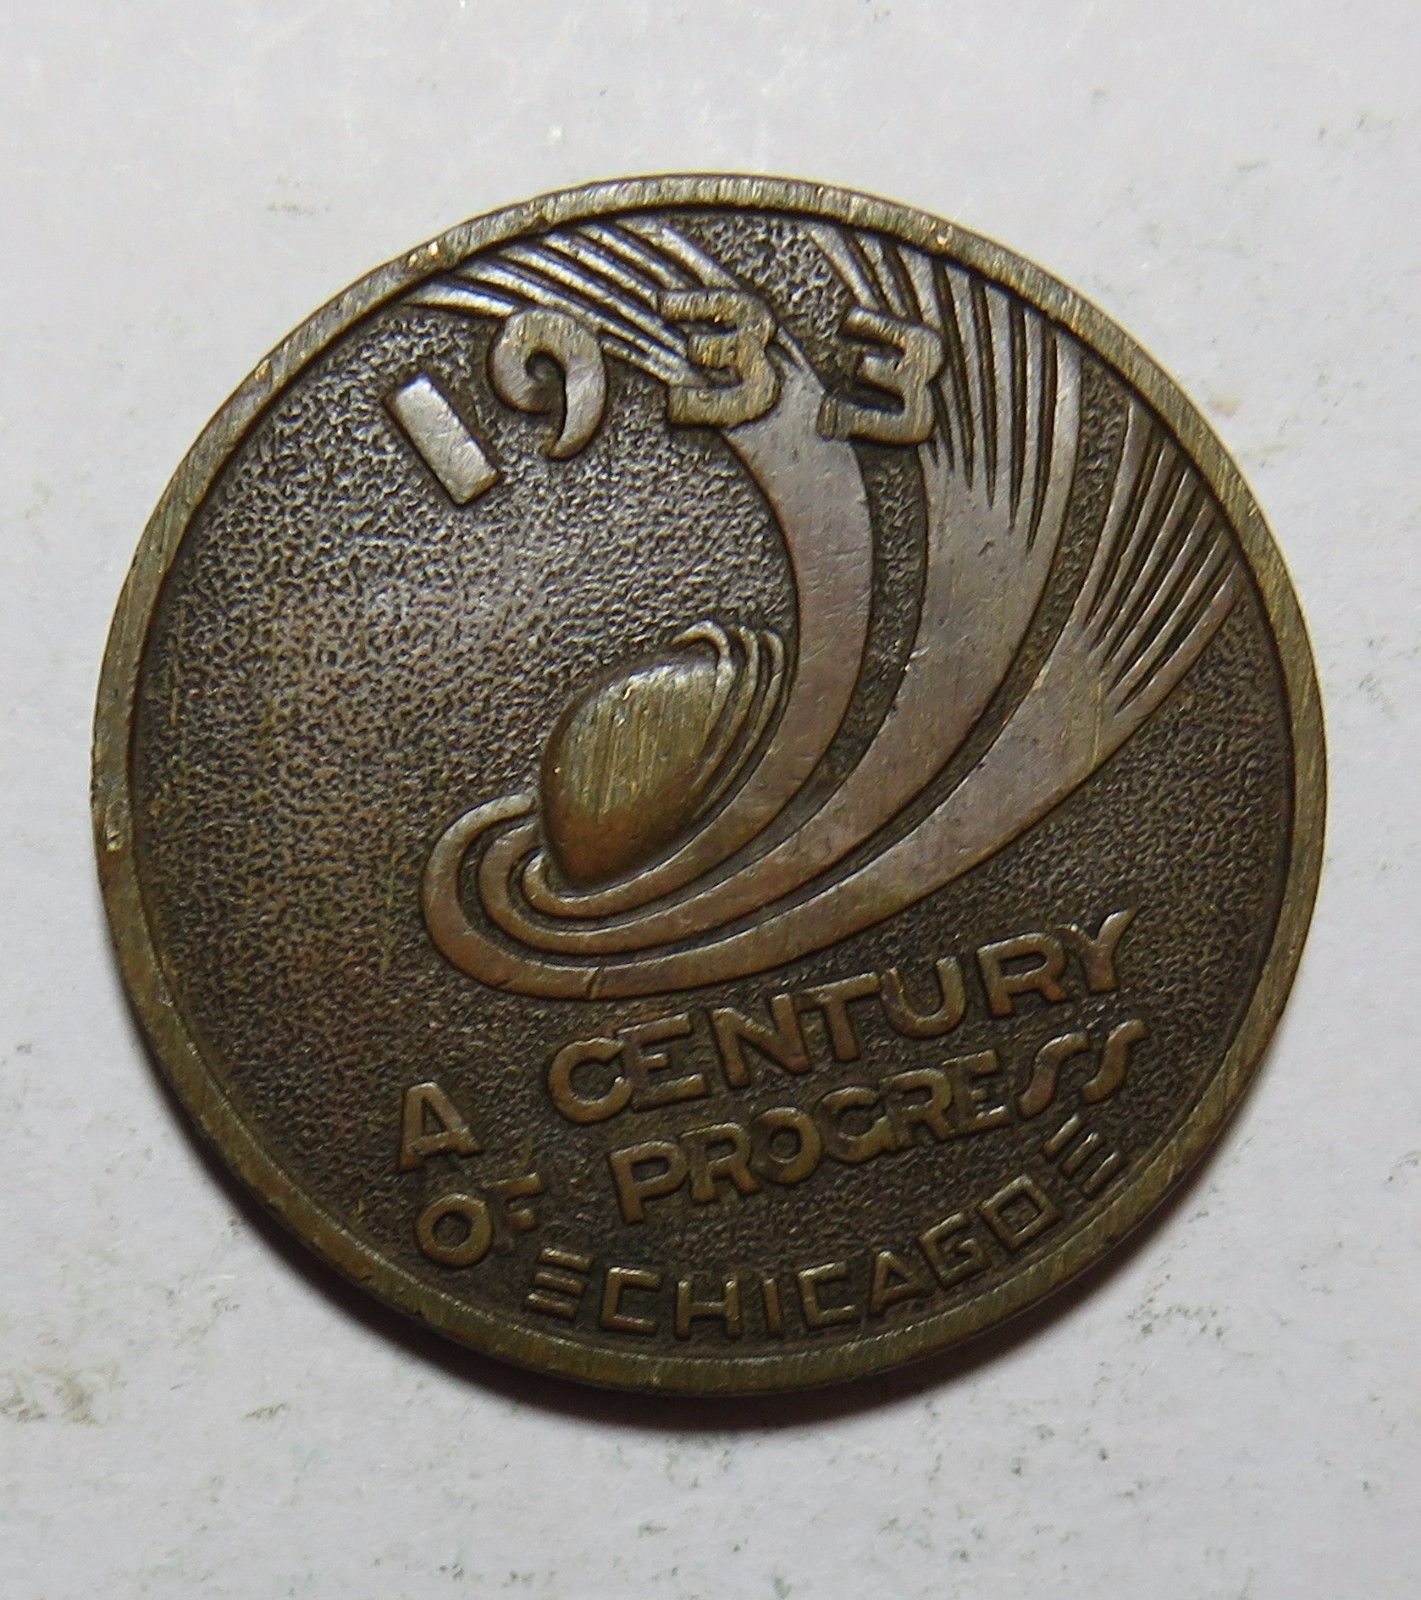 1933
A CENTURY
OF PROGRESS
CHICAGO